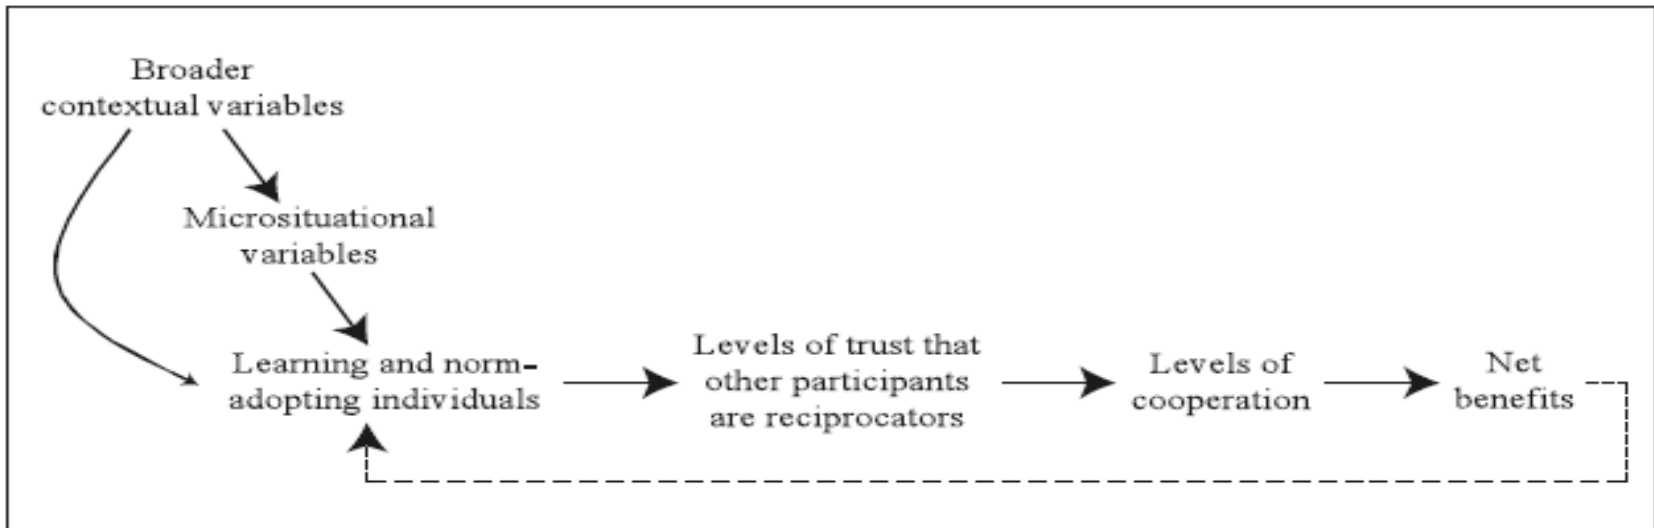 Broader
contextual variables
Microsituational
variables
Learning and norm-
adopting individuals
Levels of trust that
other participants
are reciprocators
Levels of
cooperation
Net
benefits